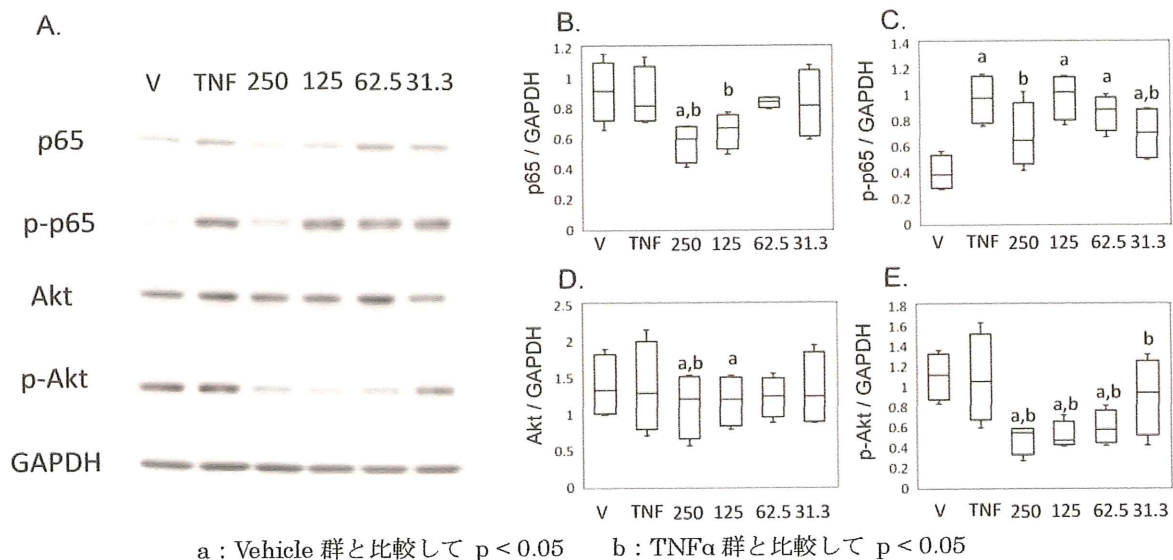 A.
V TNF 250 125 62.5 31.3
p65
p-p65
Akt
p-Akt
GAPDH
B.
p65 / GAPDH
1.2
1
0.8
0.6
0.4
0.2
0
a,b
b
V TNF 250 125 62.5 31.3
C.
p-p65 / GAPDH
1.4
1.2
1
0.8
0.6
0.4
0.2
0
a
b
a
a
a,b
V TNF 250 125 62.5 31.3
D.
Akt / GAPDH
2.5
2
1.5
1
0.5
0
a,b
a
V TNF 250 125 62.5 31.3
E.
p-Akt / GAPDH
1.8
1.6
1.4
1.2
1
0.8
0.6
0.4
0.2
0
a,b
a,b
a,b
b
V TNF 250 125 62.5 31.3
a：Vehicle 群と比較して p < 0.05 b：TNFα 群と比較して p < 0.05